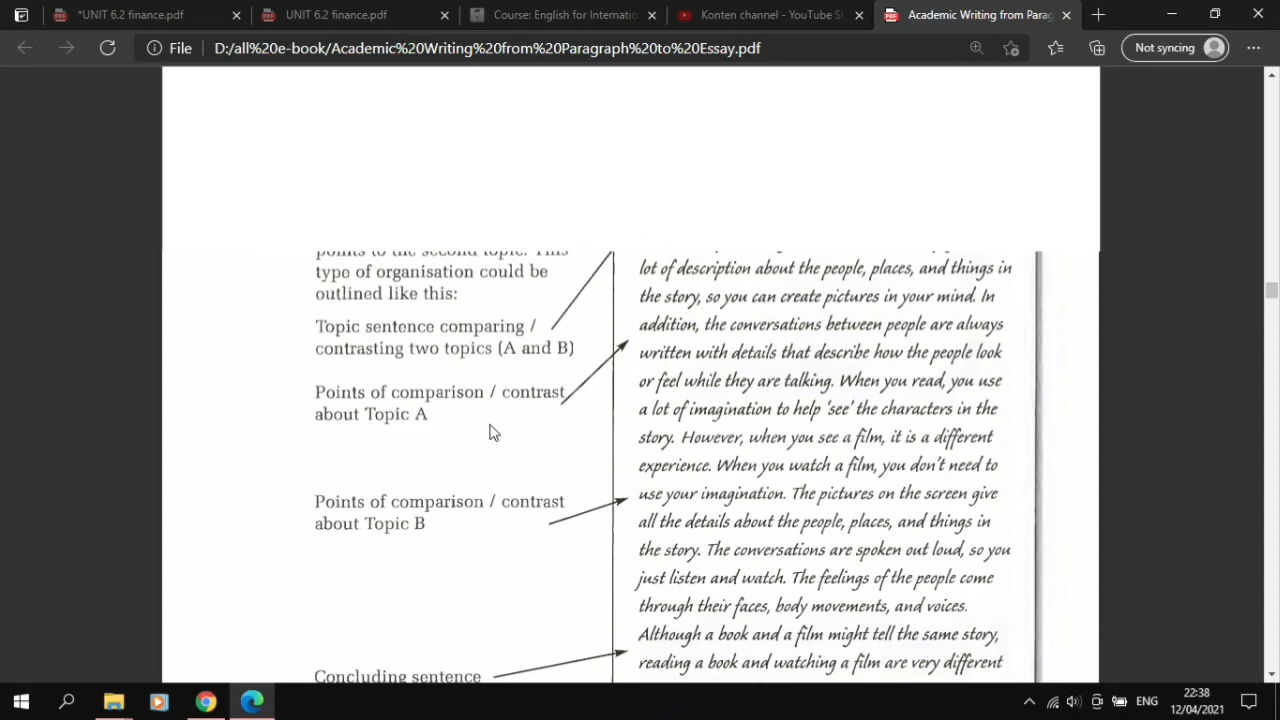 *UNIT 6.2 finance.pdf
UNIT 6.2 finance.pdf
Course: English for Internatio
Konten channel - YouTube St
Academic Writing from Parag
File
D:/all%20e-book/Academic%20Writing%20from%20Paragraph%20to%20Essay.pdf
Not syncing
points to the second topic. This
type of organisation could be
outlined like this:
Topic sentence comparing /
contrasting two topics (A and B)
Points of comparison / contrast
about Topic A
Points of comparison / contrast
about Topic B
Concluding sentence
lot of description about the people, places, and things in
the story, so you can create pictures in your mind. In
addition, the conversations between people are always
written with details that describe how the people look
or feel while they are talking. When you read, you use
a lot of imagination to help 'see' the characters in the
story. However, when you see a film, it is a different
experience. When you watch a film, you don't need to
use your imagination. The pictures on the screen give
all the details about the people, places, and things in
the story. The conversations are spoken out loud, so you
just listen and watch. The feelings of the people come
through their faces, body movements, and voices.
Although a book and a film might tell the same story,
reading a book and watching a film are very different
ENG
22:38
12/04/2021